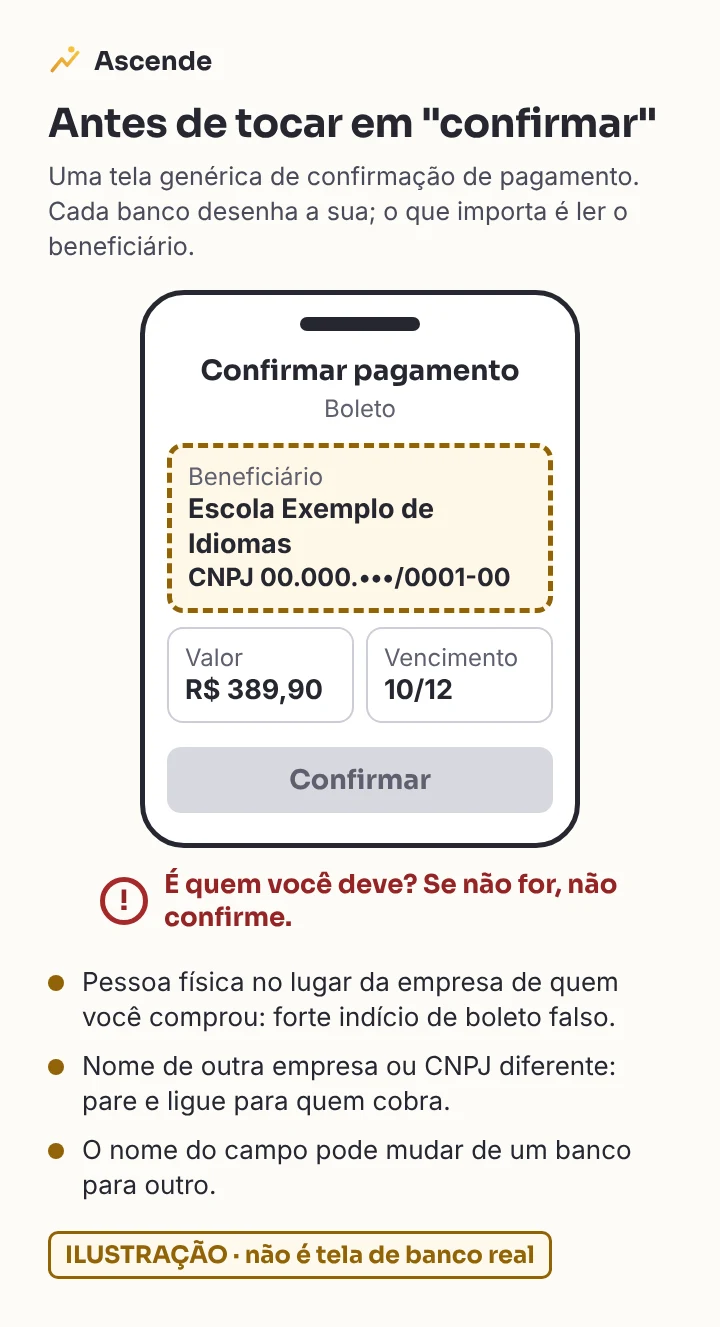 Ascende
Antes de tocar em "confirmar"
Uma tela genérica de confirmação de pagamento.
Cada banco desenha a sua; o que importa é ler o
beneficiário.
Confirmar pagamento
Boleto
Beneficiário
Escola Exemplo de
Idiomas
CNPJ 00.000.•••/0001-00
Valor
R$ 389,90
Vencimento
10/12
Confirmar
É quem você deve? Se não for, não
confirme.
Pessoa física no lugar da empresa de quem
você comprou: forte indício de boleto falso.
Nome de outra empresa ou CNPJ diferente:
pare e ligue para quem cobra.
O nome do campo pode mudar de um banco
para outro.
ILUSTRAÇÃO · não é tela de banco real